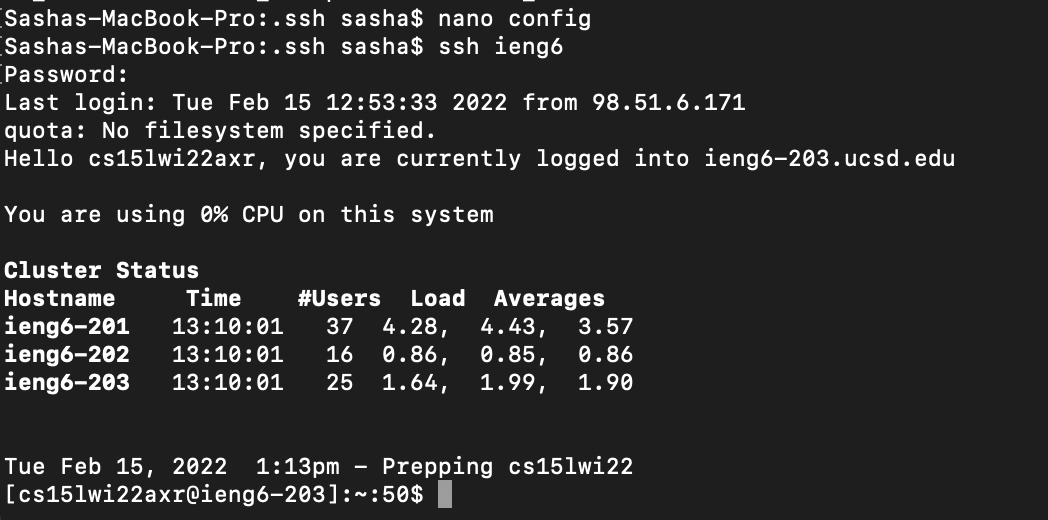 Sashas-MacBook-Pro:.ssh sasha$ nano config
Sashas-MacBook-Pro:.ssh sasha$ ssh ieng6
Password:
Last login: Tue Feb 15 12:53:33 2022 from 98.51.6.171
quota: No filesystem specified.
Hello cs15lwi22axr, you are currently logged into ieng6-203.ucsd.edu
You are using 0% CPU on this system
Cluster Status
Hostname     Time    #Users  Load  Averages
ieng6-201   13:10:01   37  4.28,  4.43,  3.57
ieng6-202   13:10:01   16  0.86,  0.85,  0.86
ieng6-203   13:10:01   25  1.64,  1.99,  1.90
Tue Feb 15, 2022  1:13pm - Prepping cs15lwi22
[cs15lwi22axr@ieng6-203]:~:50$